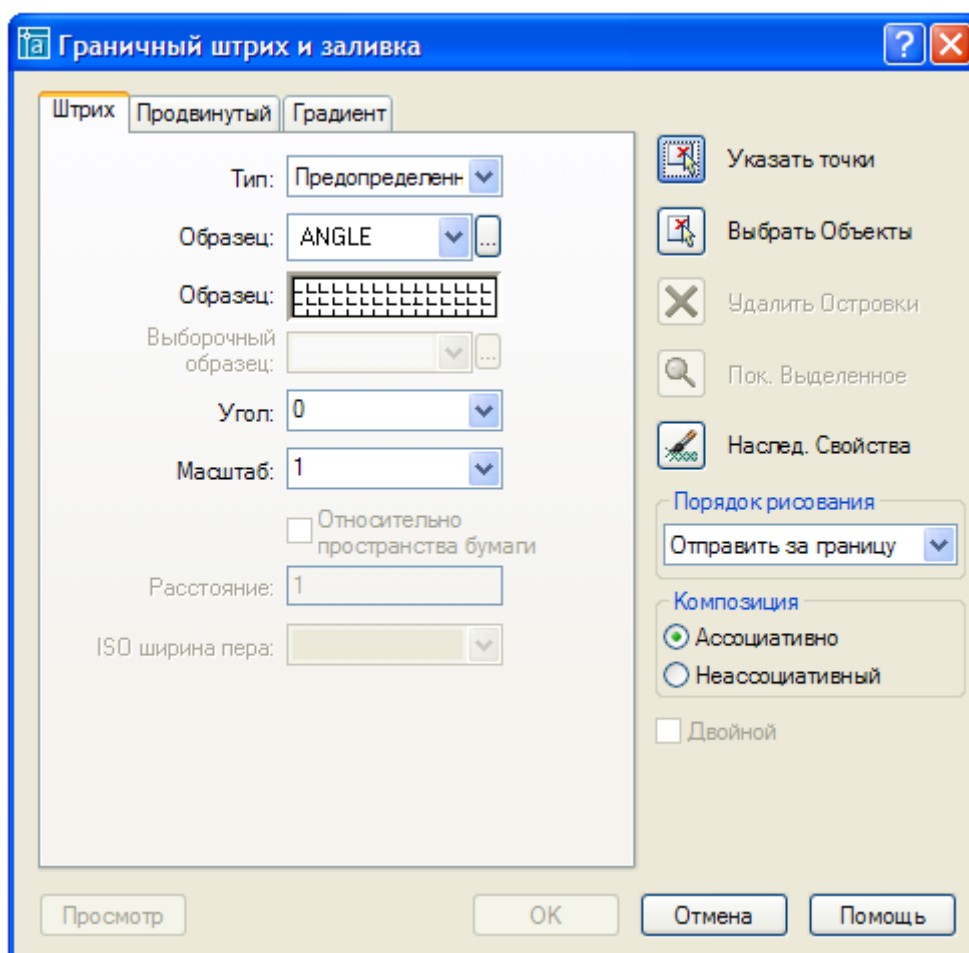 Граничный штрих и заливка
Штрих Продвинутый Градиент
Тип: Предопределенн
Образец: ANGLE ...
Образец:
Выборочный
образец: ...
Угол: 0
Масштаб: 1
Относительно
пространства бумаги
Расстояние: 1
ISO ширина пера:
Указать точки
Выбрать Объекты
Удалить Островки
Пок. Выделенное
Наслед. Свойства
Порядок рисования
Отправить за границу
Композиция
Ассоциативно
Неассоциативный
Двойной
Просмотр OK Отмена Помощь